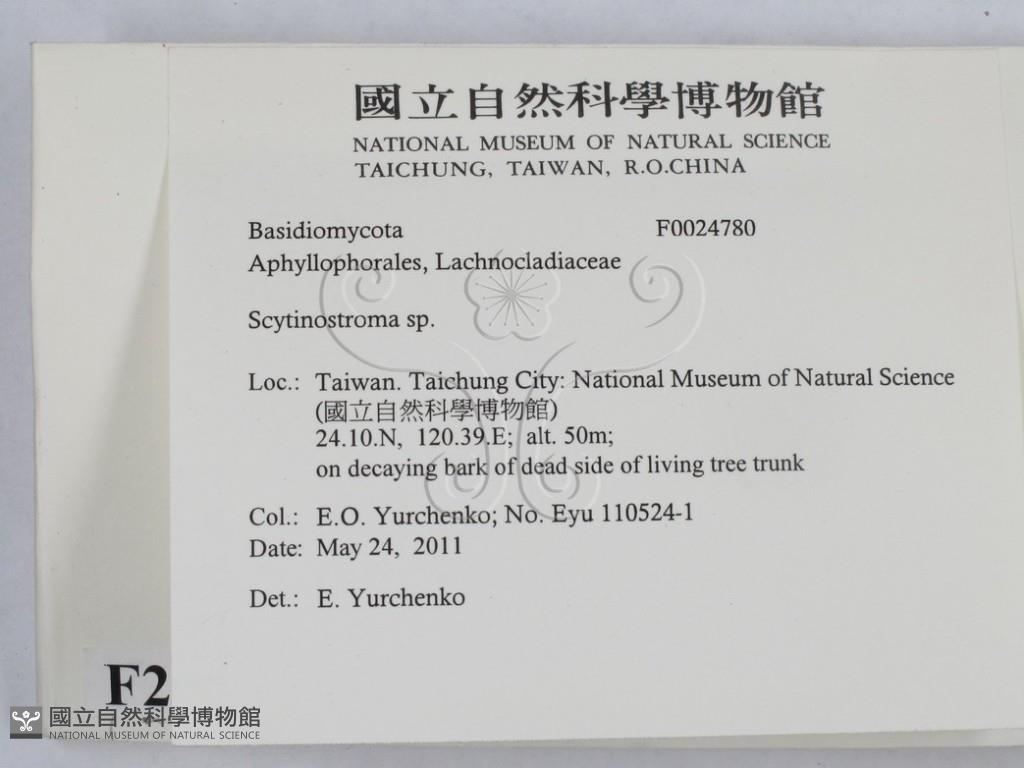 國立自然科學博物館
NATIONAL MUSEUM OF NATURAL SCIENCE
TAICHUNG, TAIWAN, R.O.CHINA
Basidiomycota F0024780
Aphyllophorales, Lachnocladiaceae
Scytinostroma sp.
Loc.: Taiwan. Taichung City: National Museum of Natural Science
(國立自然科學博物館)
24.10.N, 120.39.E; alt. 50m;
on decaying bark of dead side of living tree trunk
Col.: E.O. Yurchenko; No. Eyu 110524-1
Date: May 24, 2011
Det.: E. Yurchenko
F2
國立自然科學博物館
NATIONAL MUSEUM OF NATURAL SCIENCE